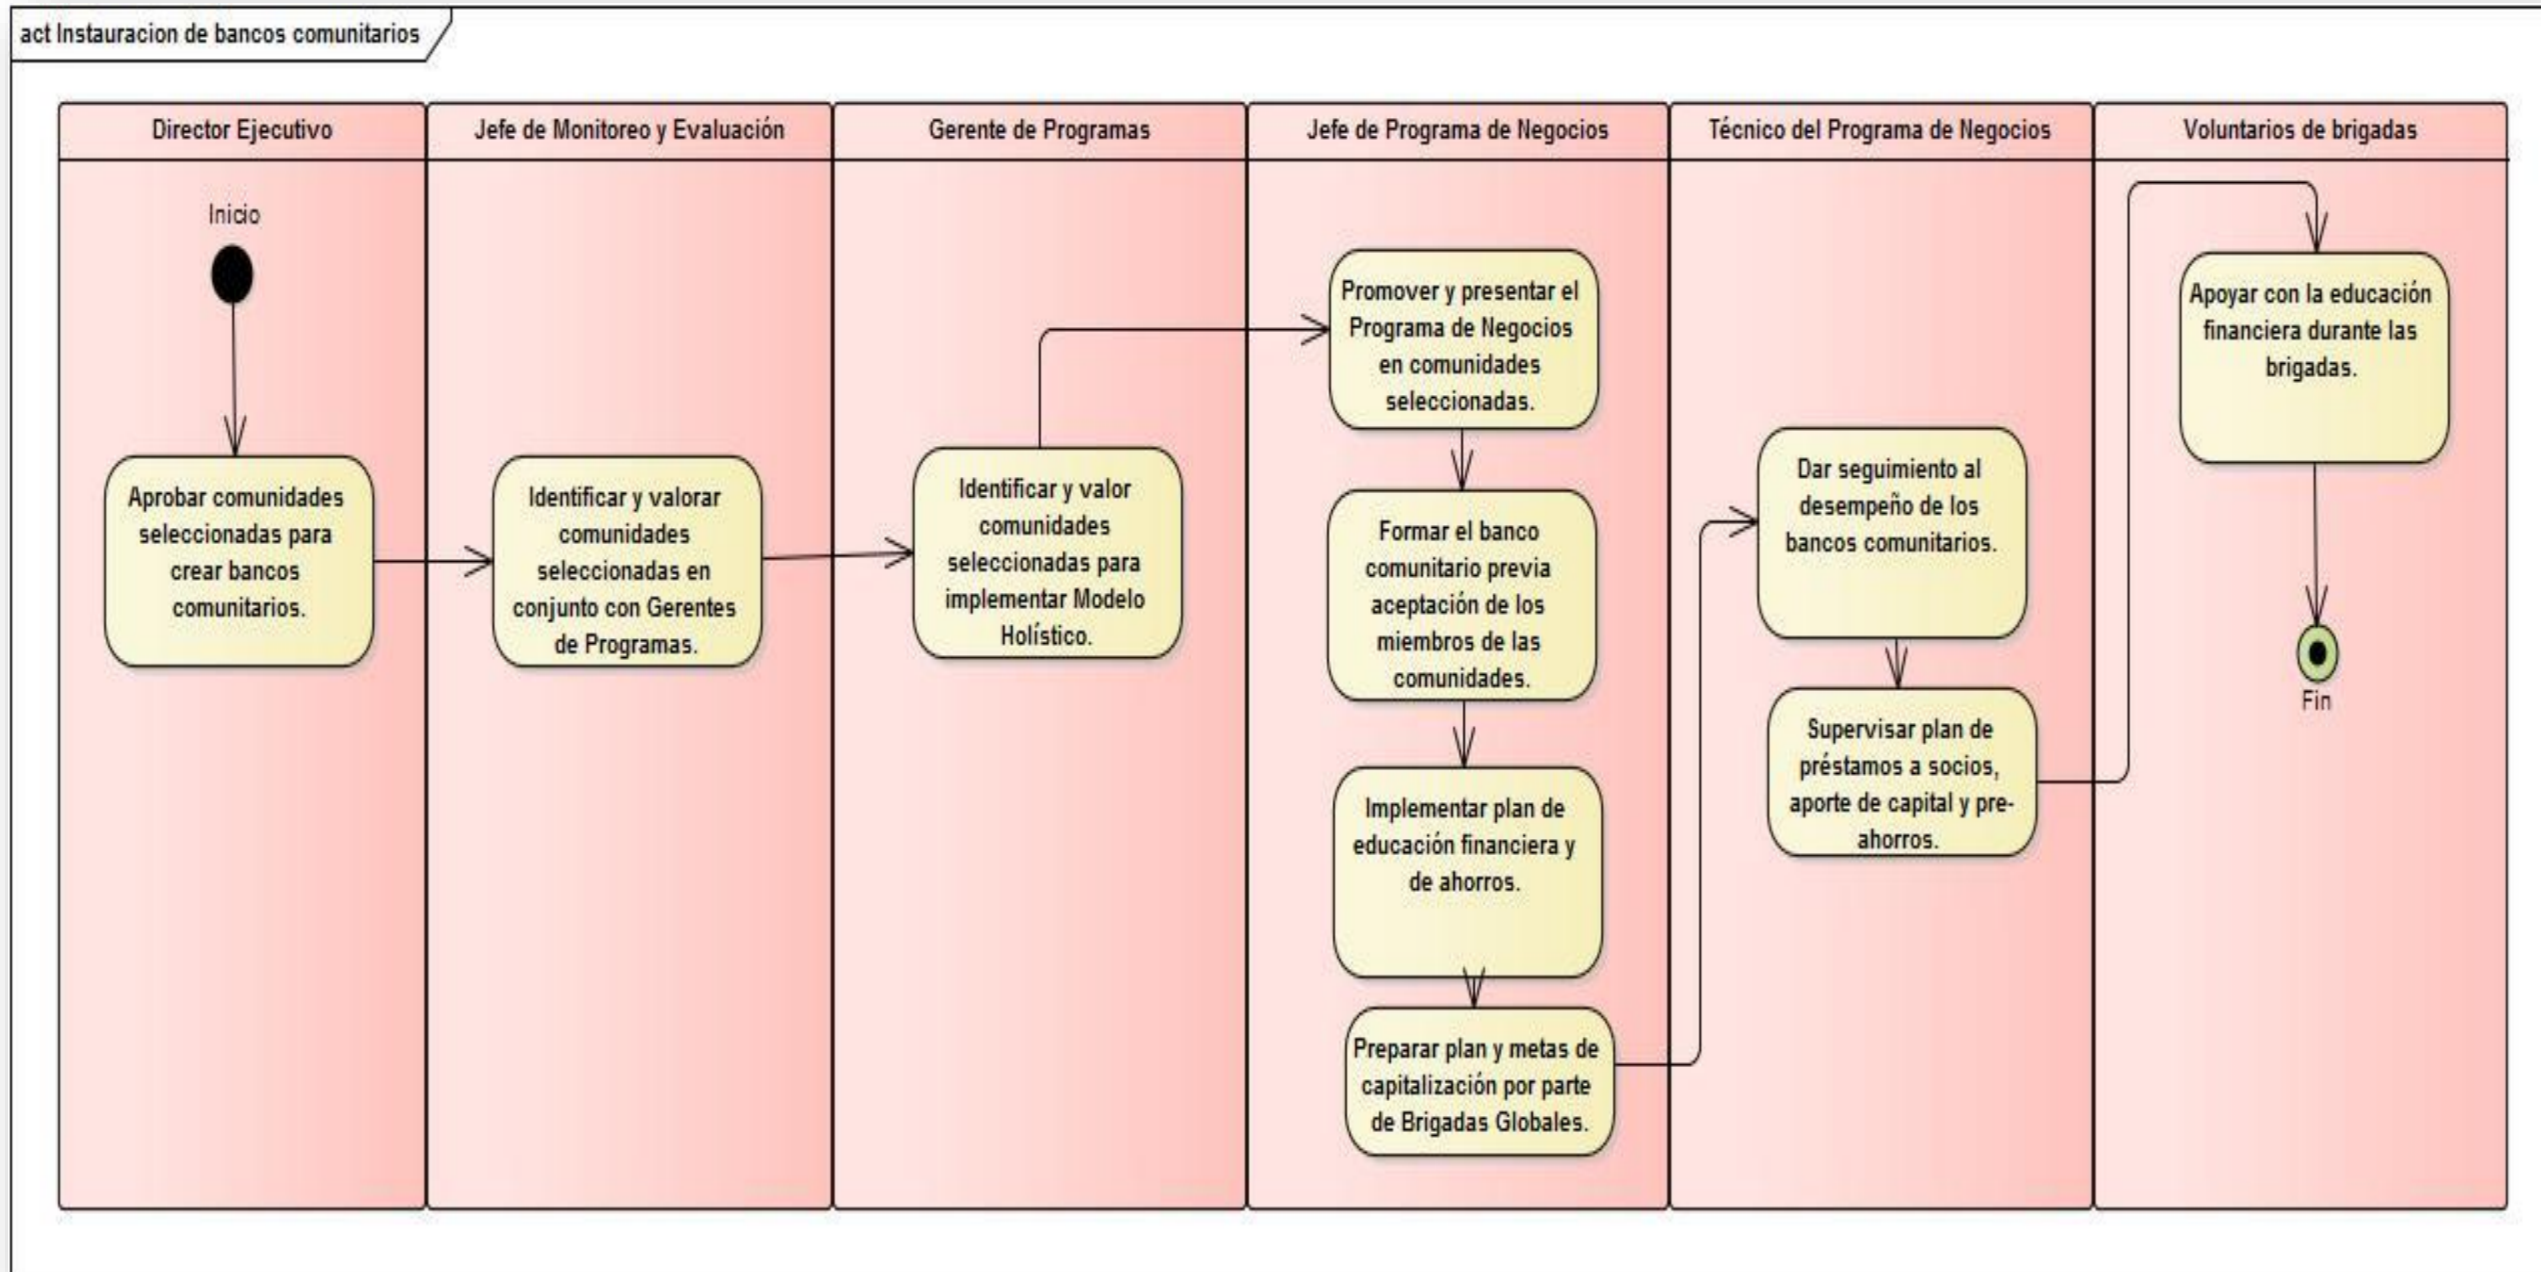 act Instauracion de bancos comunitarios
Director Ejecutivo
Jefe de Monitoreo y Evaluación
Gerente de Programas
Jefe de Programa de Negocios
Técnico del Programa de Negocios
Voluntarios de brigadas
Inicio
Aprobar comunidades
seleccionadas para
crear bancos
comunitarios.
Identificar y valorar
comunidades
seleccionadas en
conjunto con Gerentes
de Programas.
Identificar y valor
comunidades
seleccionadas para
implementar Modelo
Holístico.
Promover y presentar el
Programa de Negocios
en comunidades
seleccionadas.
Formar el banco
comunitario previa
aceptación de los
miembros de las
comunidades.
Implementar plan de
educación financiera y
de ahorros.
Preparar plan y metas de
capitalización por parte
de Brigadas Globales.
Dar seguimiento al
desempeño de los
bancos comunitarios.
Supervisar plan de
préstamos a socios,
aporte de capital y pre-
ahorros.
Apoyar con la educación
financiera durante las
brigadas.
Fin